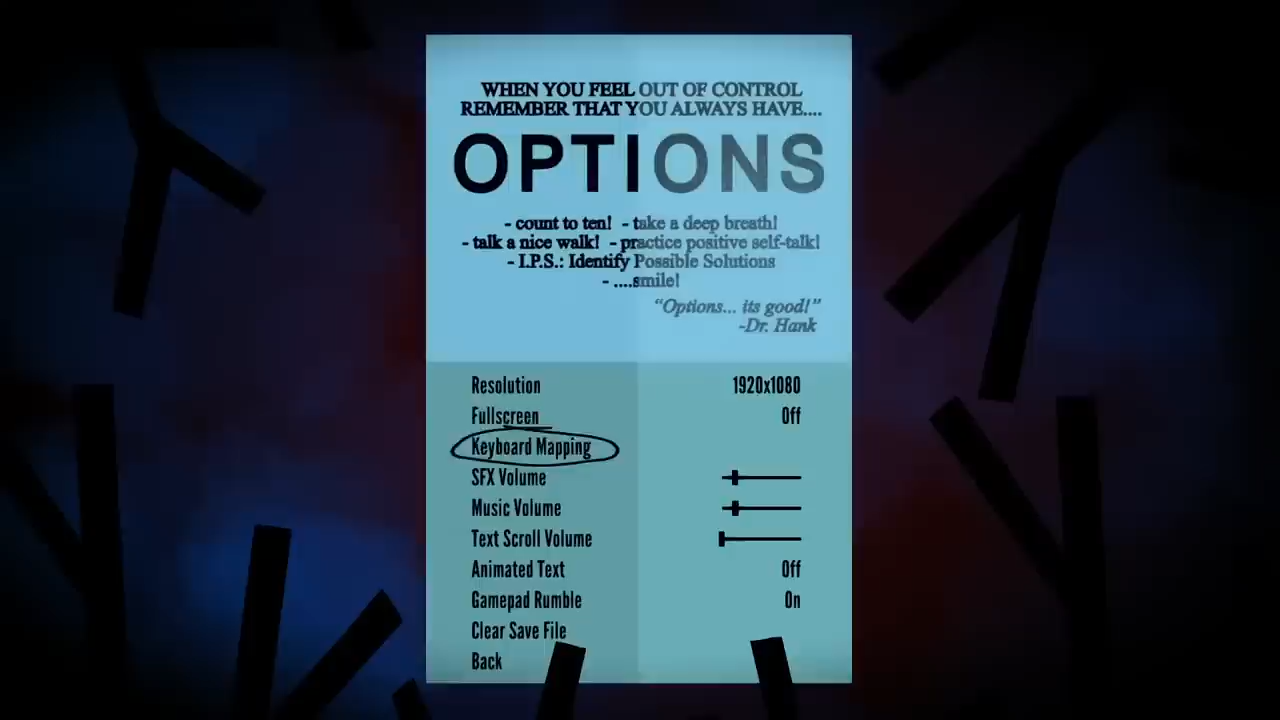 WHEN YOU FEEL OUT OF CONTROL
REMEMBER THAT YOU ALWAYS HAVE....
OPTIONS
- count to ten! - take a deep breath!
- talk a nice walk! - practice positive self-talk!
- I.P.S.: Identify Possible Solutions
- ....smile!
“Options... its good!”
-Dr. Hank
Resolution 1920x1080
Fullscreen Off
Keyboard Mapping
SFX Volume
Music Volume
Text Scroll Volume
Animated Text Off
Gamepad Rumble On
Clear Save File
Back